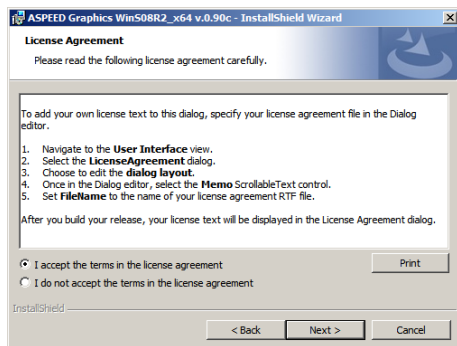 ASPEED Graphics WinS08R2_x64 v.0.90c - InstallShield Wizard
License Agreement
Please read the following license agreement carefully.
To add your own license text to this dialog, specify your license agreement file in the Dialog
editor.
1. Navigate to the User Interface view.
2. Select the LicenseAgreement dialog.
3. Choose to edit the dialog layout.
4. Once in the Dialog editor, select the Memo ScrollableText control.
5. Set FileName to the name of your license agreement RTF file.
After you build your release, your license text will be displayed in the License Agreement dialog.
I accept the terms in the license agreement
Print
I do not accept the terms in the license agreement
InstallShield
< Back
Next >
Cancel